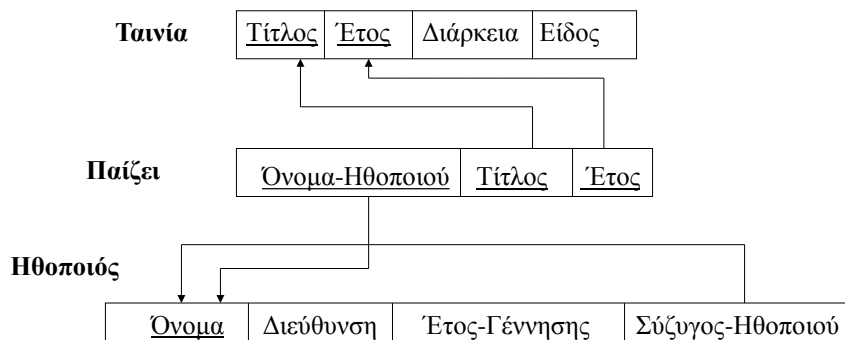 Ταινία Τίτλος Έτος Διάρκεια Είδος
Παίζει Όνομα-Ηθοποιού Τίτλος Έτος
Ηθοποιός
Όνομα Διεύθυνση Έτος-Γέννησης Σύζυγος-Ηθοποιού